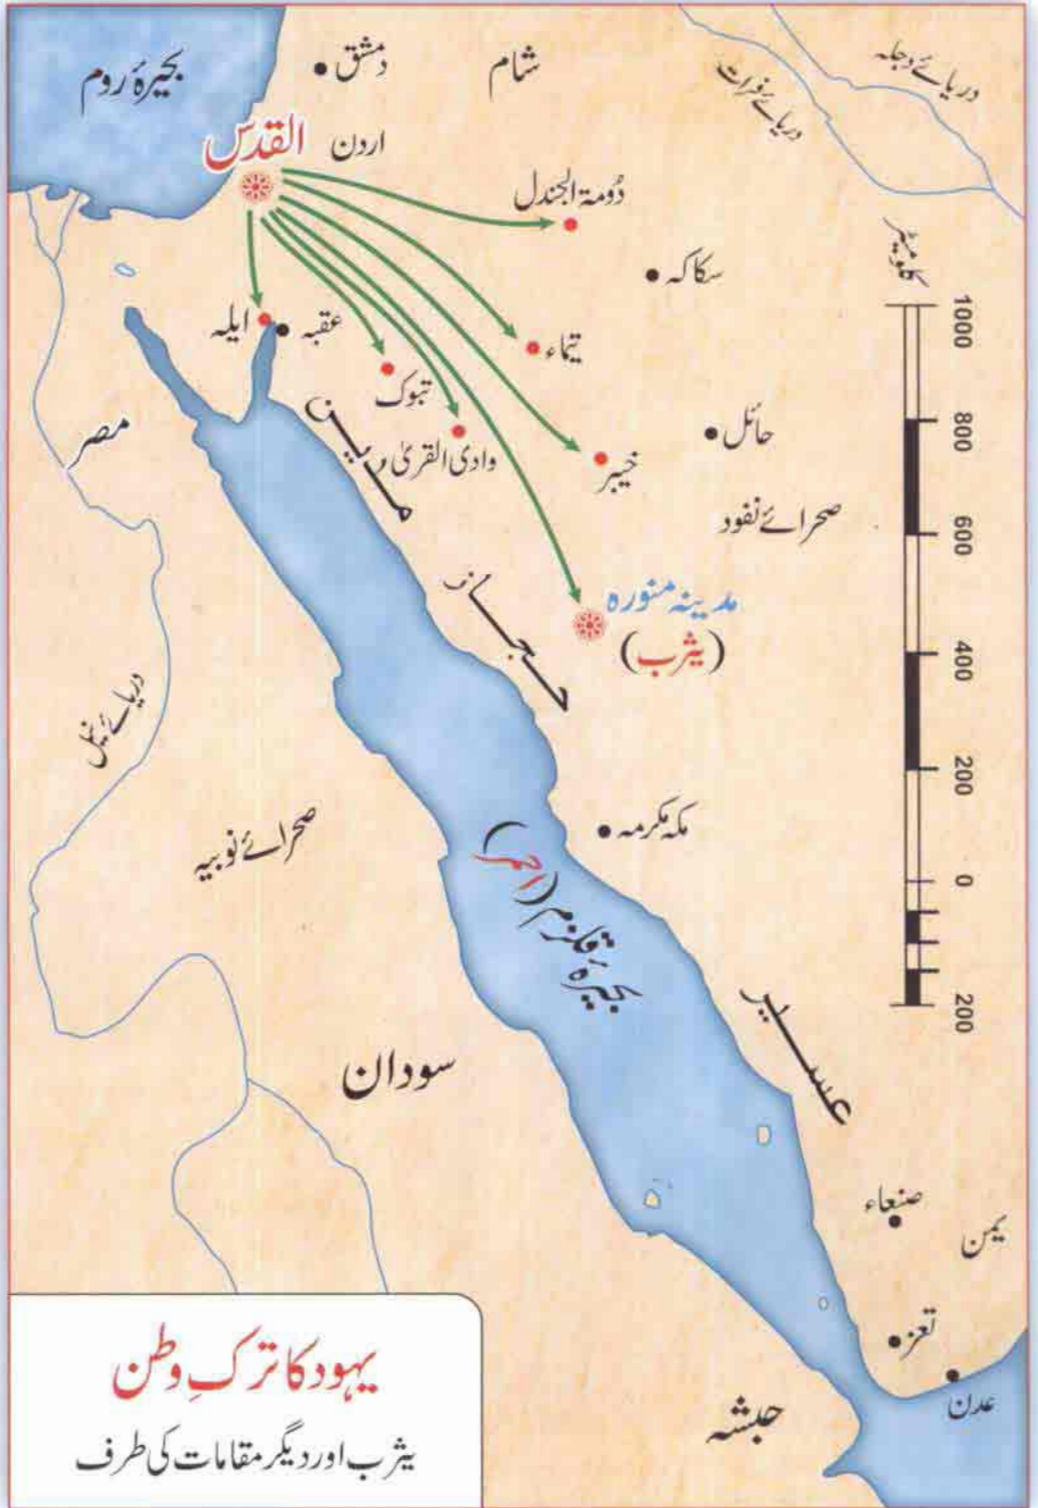 بحیرۂ روم
دمشق
شام
دریائے فرات
دریائے دجلہ
القدس
اردن
دُومۃ الجندل
سکاکہ
کلومیٹر
1000
800
600
400
200
0
200
ایلہ
عقبہ
تیماء
تبوک
وادی القریٰ
مدین
خیبر
حائل
صحرائے نفود
مصر
حجاز
مدینہ منورہ
(یثرب)
دریائے نیل
صحرائے نوبیہ
مکہ مکرمہ
بحیرۂ قلزم (احمر)
سودان
عسیر
صنعاء
یمن
تعز
عدن
حبشہ
یہود کا ترکِ وطن
یثرب اور دیگر مقامات کی طرف